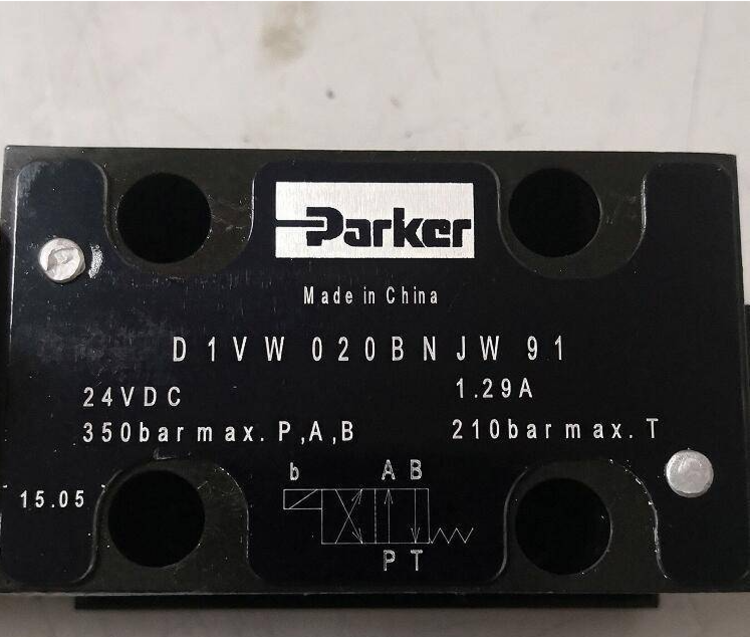 Parker
Made in China
D1VW 020BNJW 91
24VDC 1.29A
350bar max. P,A,B 210bar max. T
b A B
15.05
P T